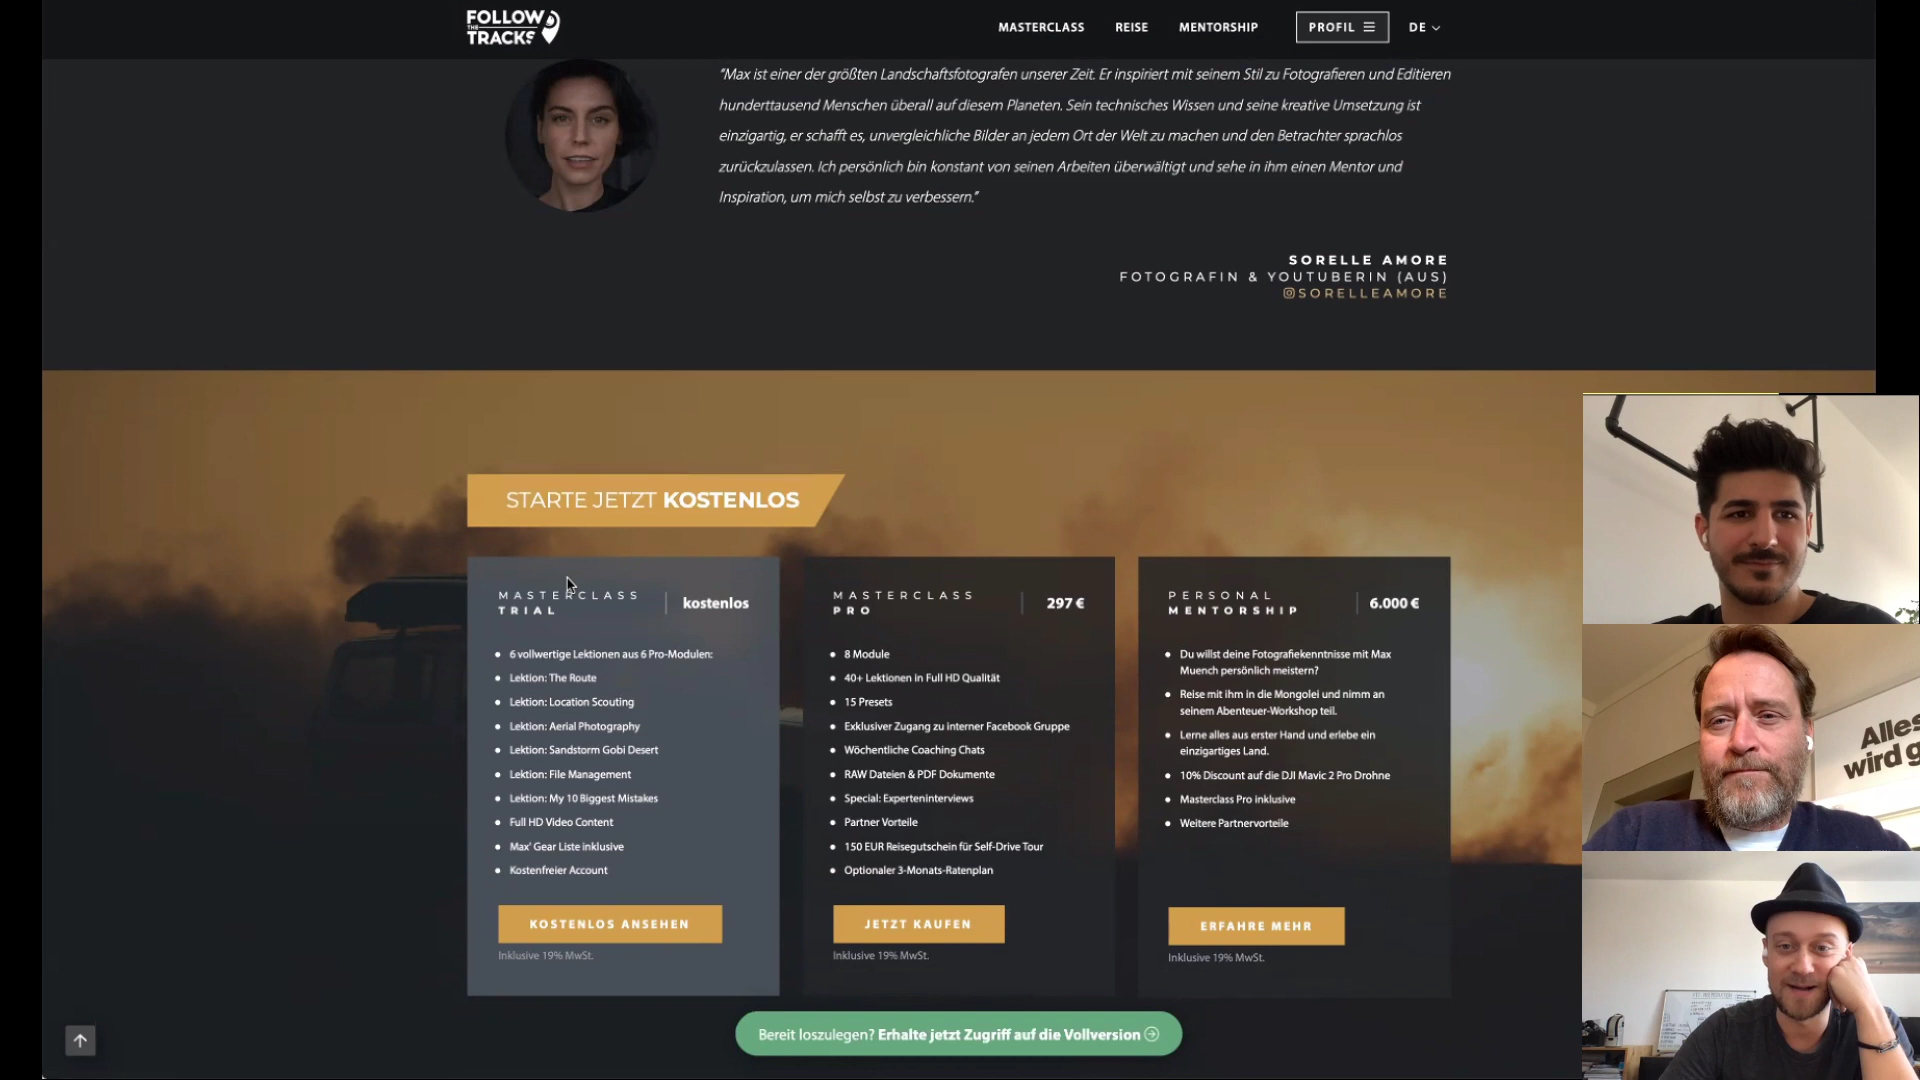 FOLLOW
THE
TRACKS
MASTERCLASS
REISE
MENTORSHIP
PROFIL
DE
“Max ist einer der größten Landschaftsfotografen unserer Zeit. Er inspiriert mit seinem Stil zu Fotografieren und Editieren
hunderttausend Menschen überall auf diesem Planeten. Sein technisches Wissen und seine kreative Umsetzung ist
einzigartig, er schafft es, unvergleichliche Bilder an jedem Ort der Welt zu machen und den Betrachter sprachlos
zurückzulassen. Ich persönlich bin konstant von seinen Arbeiten überwältigt und sehe in ihm einen Mentor und
Inspiration, um mich selbst zu verbessern.”
SORELLE AMORE
FOTOGRAFIN & YOUTUBERIN (AUS)
@SORELLEAMORE
STARTE JETZT KOSTENLOS
MASTERCLASS
TRIAL
kostenlos
6 vollwertige Lektionen aus 6 Pro-Modulen:
Lektion: The Route
Lektion: Location Scouting
Lektion: Aerial Photography
Lektion: Sandstorm Gobi Desert
Lektion: File Management
Lektion: My 10 Biggest Mistakes
Full HD Video Content
Max' Gear Liste inklusive
Kostenfreier Account
KOSTENLOS ANSEHEN
Inklusive 19% MwSt.
MASTERCLASS
PRO
297 €
8 Module
40+ Lektionen in Full HD Qualität
15 Presets
Exklusiver Zugang zu interner Facebook Gruppe
Wöchentliche Coaching Chats
RAW Dateien & PDF Dokumente
Special: Experteninterviews
Partner Vorteile
150 EUR Reisegutschein für Self-Drive Tour
Optionaler 3-Monats-Ratenplan
JETZT KAUFEN
Inklusive 19% MwSt.
PERSONAL
MENTORSHIP
6.000 €
Du willst deine Fotografiekenntnisse mit Max
Muench persönlich meistern?
Reise mit ihm in die Mongolei und nimm an
seinem Abenteuer-Workshop teil.
Lerne alles aus erster Hand und erlebe ein
einzigartiges Land.
10% Discount auf die DJI Mavic 2 Pro Drohne
Masterclass Pro inklusive
Weitere Partnervorteile
ERFAHRE MEHR
Inklusive 19% MwSt.
Bereit loszulegen? Erhalte jetzt Zugriff auf die Vollversion
Alles
wird g